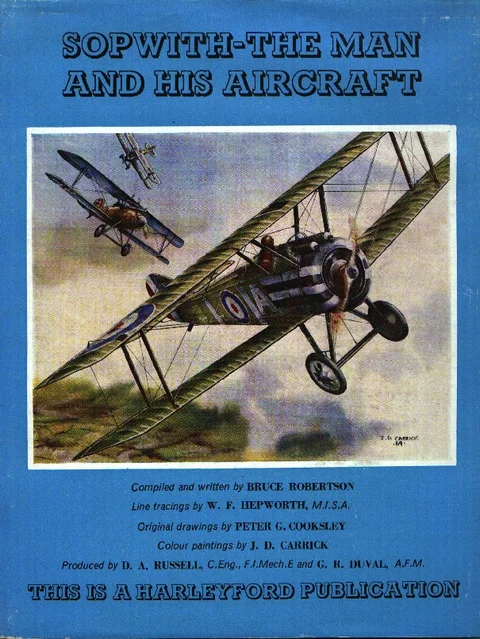 SOPWITH-THE MAN
AND HIS AIRCRAFT
J.D. CARRICK
Compiled and written by BRUCE ROBERTSON
Line tracings by W. F. HEPWORTH, M.I.S.A.
Original drawings by PETER G. COOKSLEY
Colour paintings by J. D. CARRICK
Produced by D. A. RUSSELL, C.Eng., F.I.Mech.E and G. R. DUVAL, A.F.M.
THIS IS A HARLEYFORD PUBLICATION